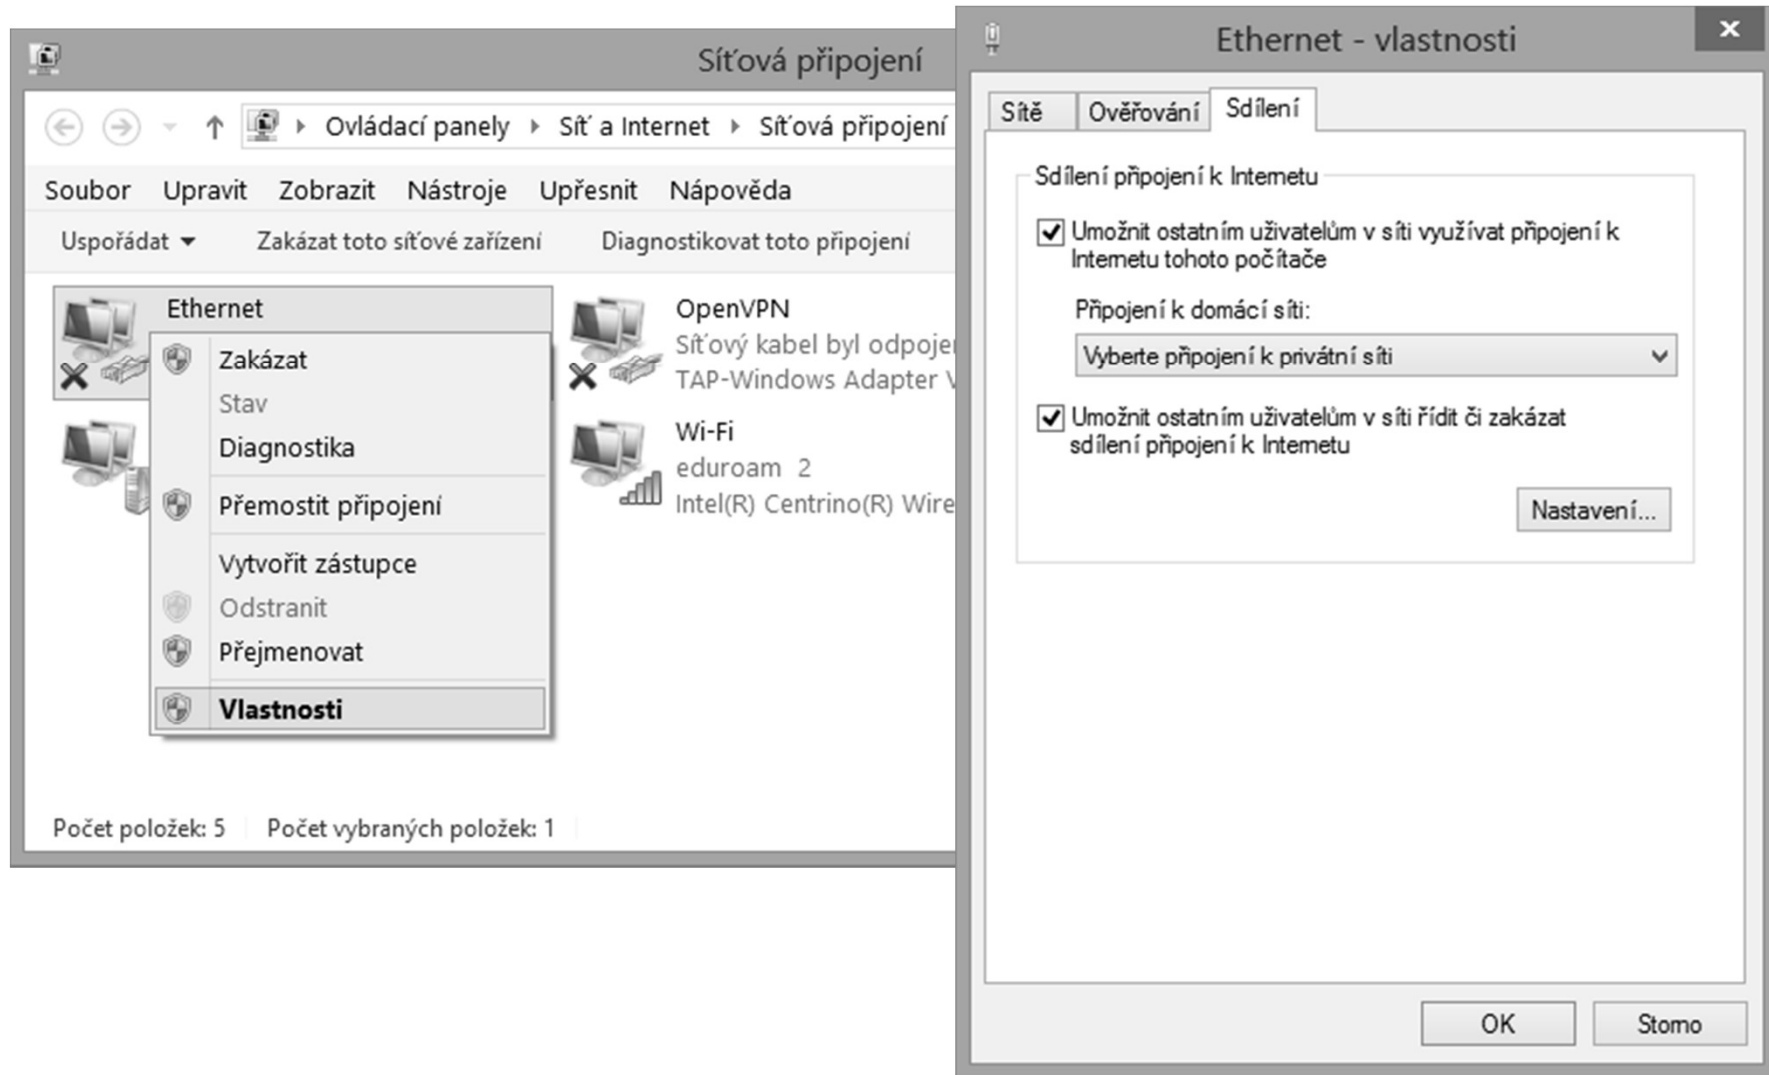 Síťová připojení
Ovládací panely
Síť a Internet
Síťová připojení
Soubor
Upravit
Zobrazit
Nástroje
Upřesnit
Nápověda
Uspořádat
Zakázat toto síťové zařízení
Diagnostikovat toto připojení
Ethernet
Zakázat
Stav
Diagnostika
Přemostit připojení
Vytvořit zástupce
Odstranit
Přejmenovat
Vlastnosti
OpenVPN
Síťový kabel byl odpojen
TAP-Windows Adapter V
Wi-Fi
eduroam 2
Intel(R) Centrino(R) Wire
Počet položek: 5
Počet vybraných položek: 1
Ethernet - vlastnosti
Sítě
Ověřování
Sdílení
Sdílení připojení k Internetu
Umožnit ostatním uživatelům v síti využívat připojení k
Internetu tohoto počítače
Připojení k domácí síti:
Vyberte připojení k privátní síti
Umožnit ostatním uživatelům v síti řídit či zakázat
sdílení připojení k Internetu
Nastavení...
OK
Storno